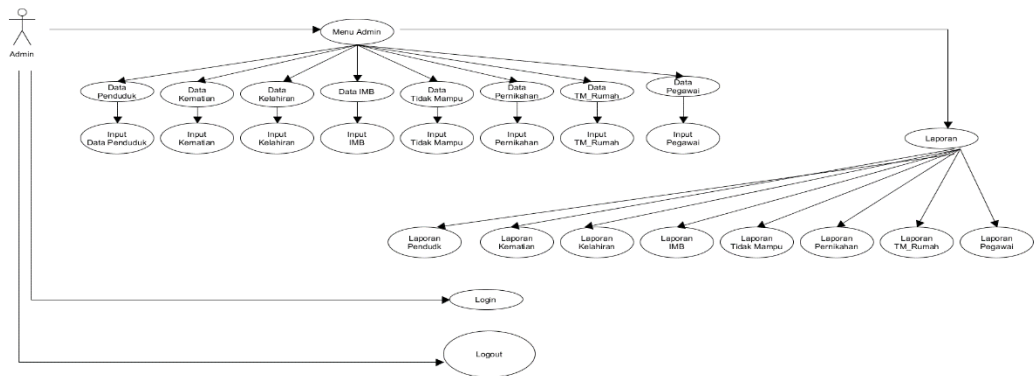 Admin
Menu Admin
Data
Penduduk
Data
Kematian
Data
Kelahiran
Data IMB
Data
Tidak Mampu
Data
Pernikahan
Data
TM_Rumah
Data
Pegawai
Input
Data Penduduk
Input
Kematian
Input
Kelahiran
Input
IMB
Input
Tidak Mampu
Input
Pernikahan
Input
TM_Rumah
Input
Pegawai
Leporan
Laporan
Pendudk
Laporan
Kematian
Laporan
Kelahiran
Laporan
IMB
Laporan
Tidak Mampu
Laporan
Pernikahan
Laporan
TM_Rumah
Laporan
Pegawai
Login
Logout